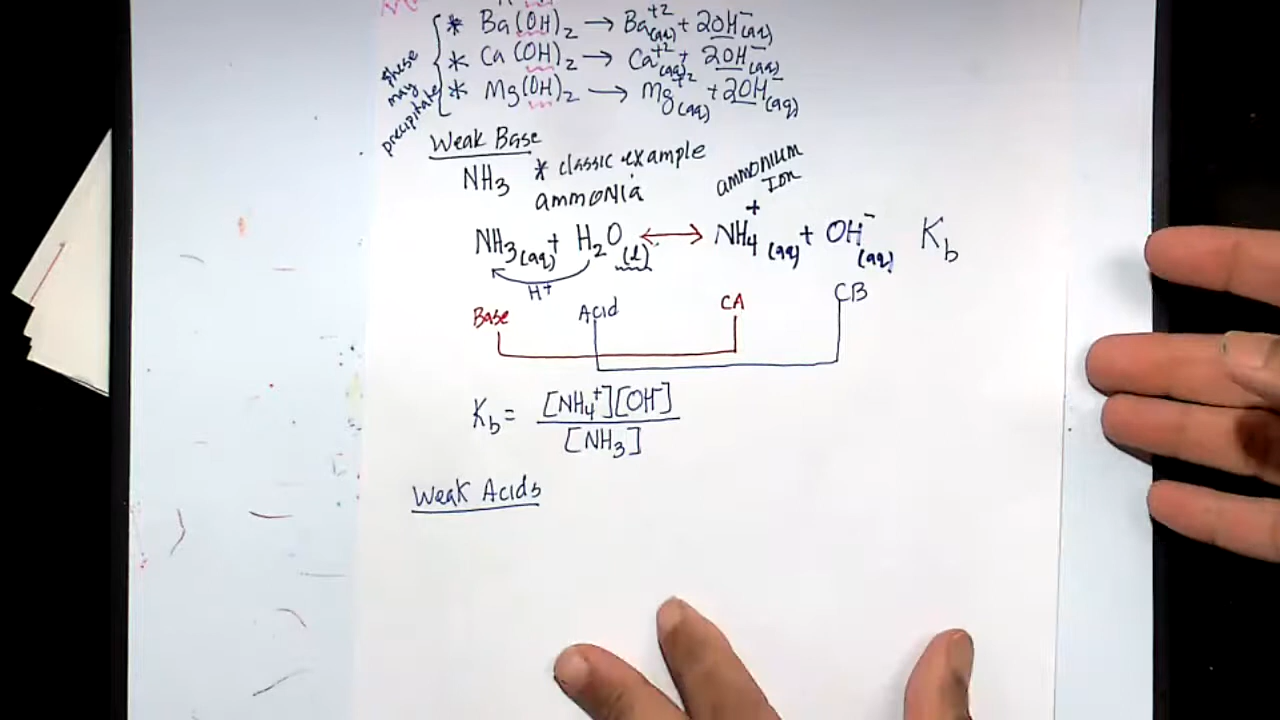 * Ba(OH)₂ → Ba⁺²(aq) + 2OH⁻(aq)
* Ca(OH)₂ → Ca⁺²(aq) + 2OH⁻(aq)
* Mg(OH)₂ → Mg⁺²(aq) + 2OH⁻(aq)
these may precipitate
Weak Base
NH₃ * classic example
ammonia
ammonium Ion
NH₃(aq) + H₂O(l) ↔ NH₄⁺(aq) + OH⁻(aq) K_b
H⁺
Base Acid CA CB
K_b = [NH₄⁺][OH⁻] / [NH₃]
Weak Acids